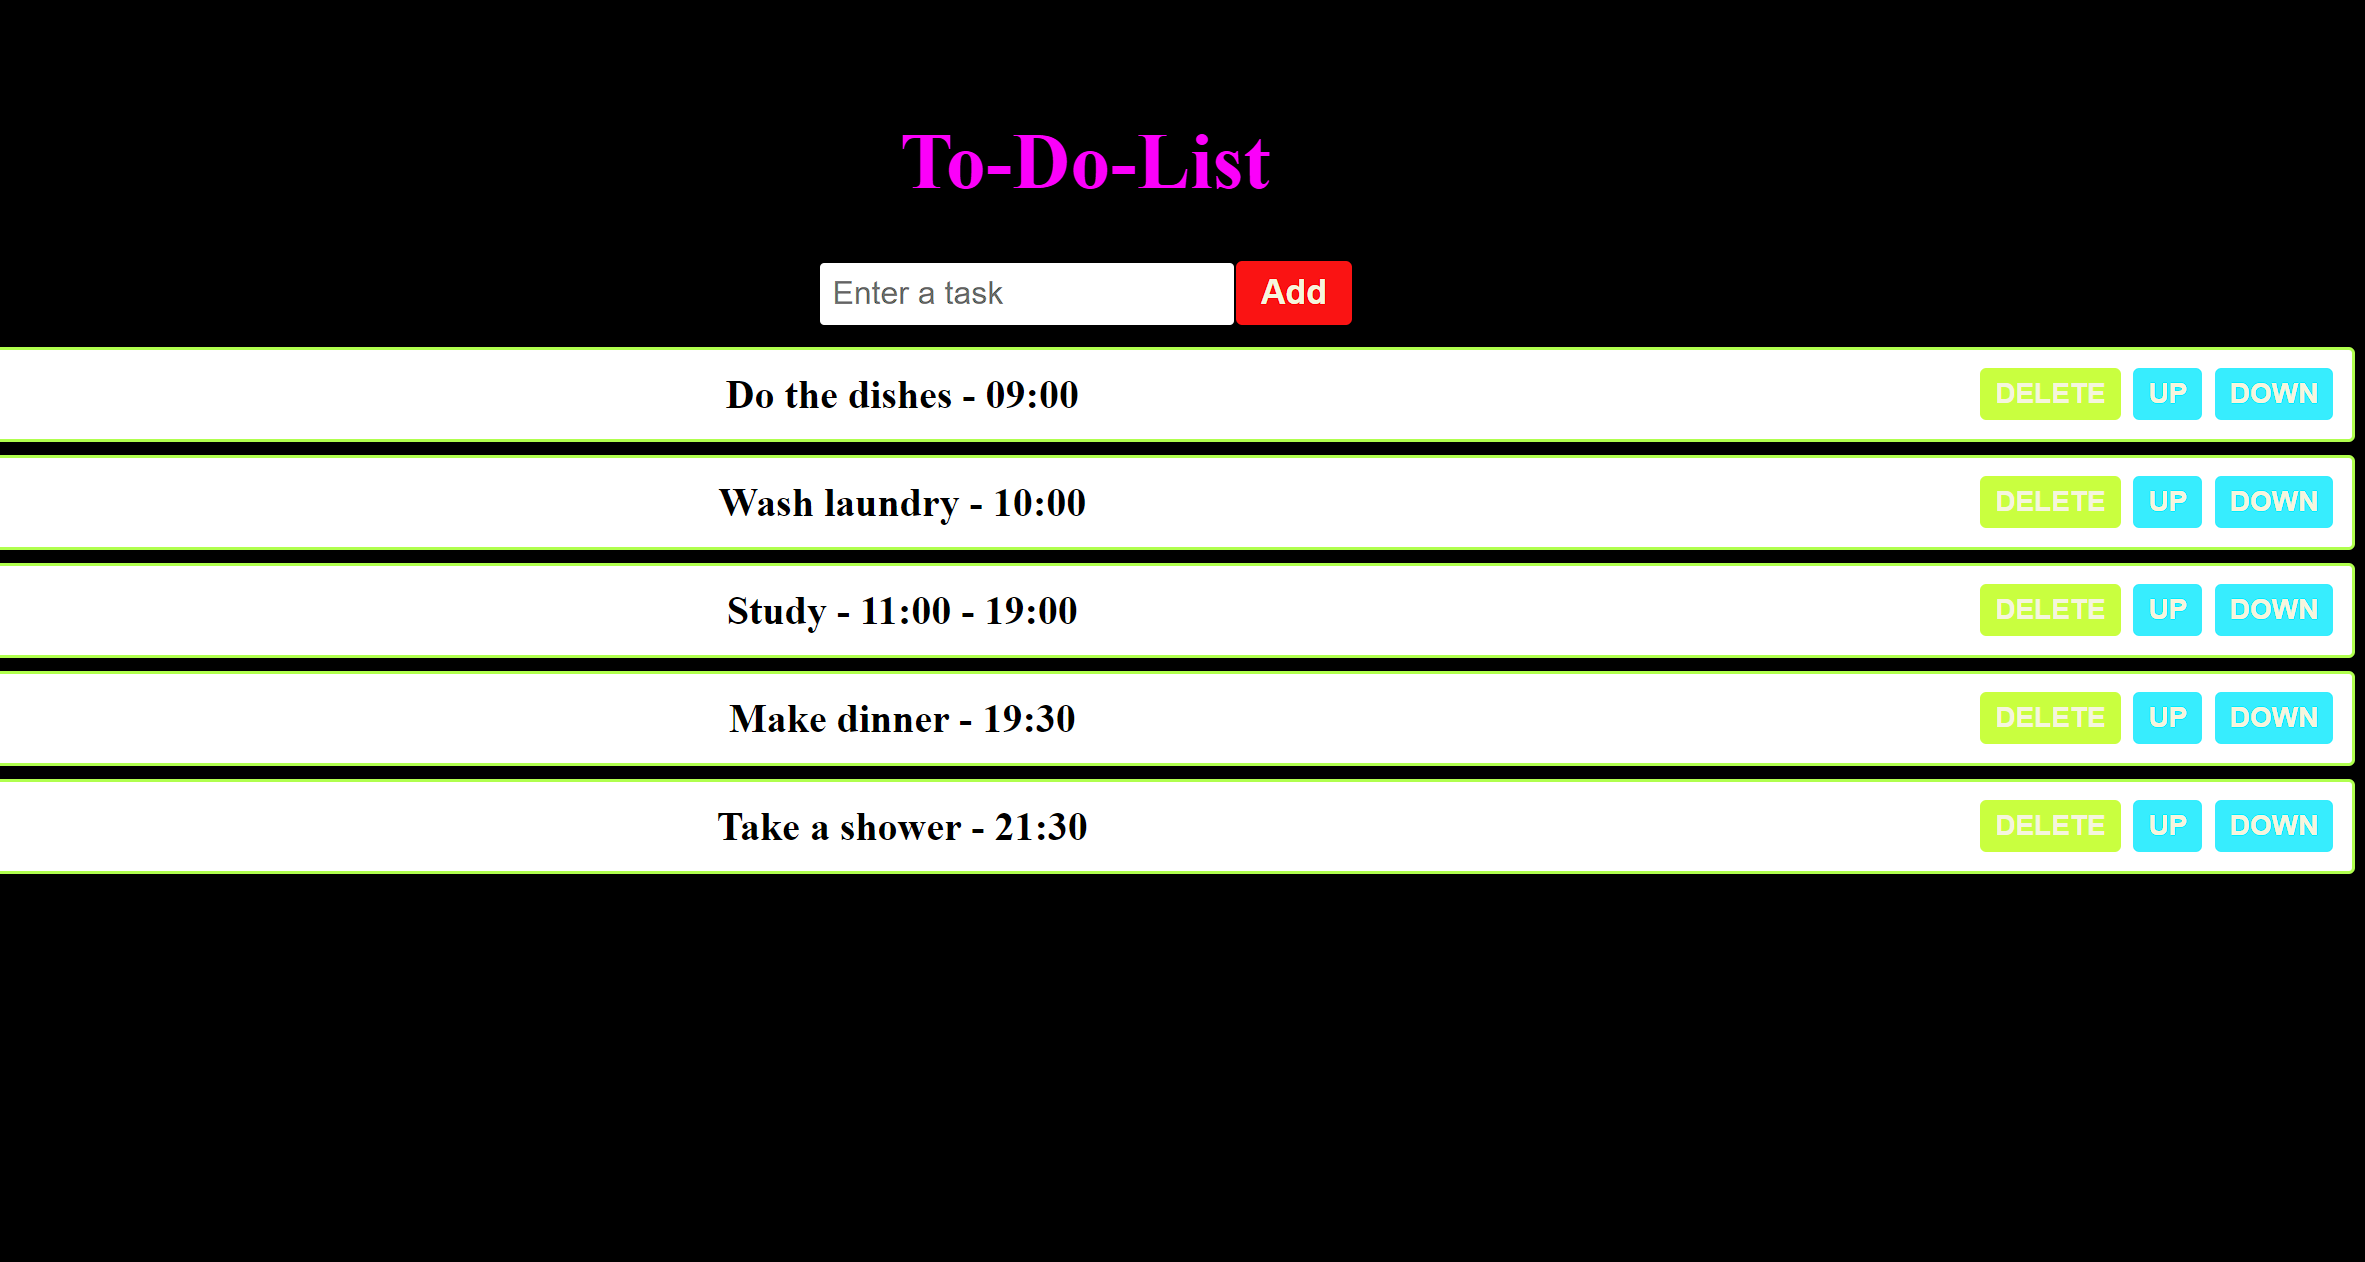 To-Do-List
Enter a task Add
Do the dishes - 09:00 DELETE UP DOWN
Wash laundry - 10:00 DELETE UP DOWN
Study - 11:00 - 19:00 DELETE UP DOWN
Make dinner - 19:30 DELETE UP DOWN
Take a shower - 21:30 DELETE UP DOWN